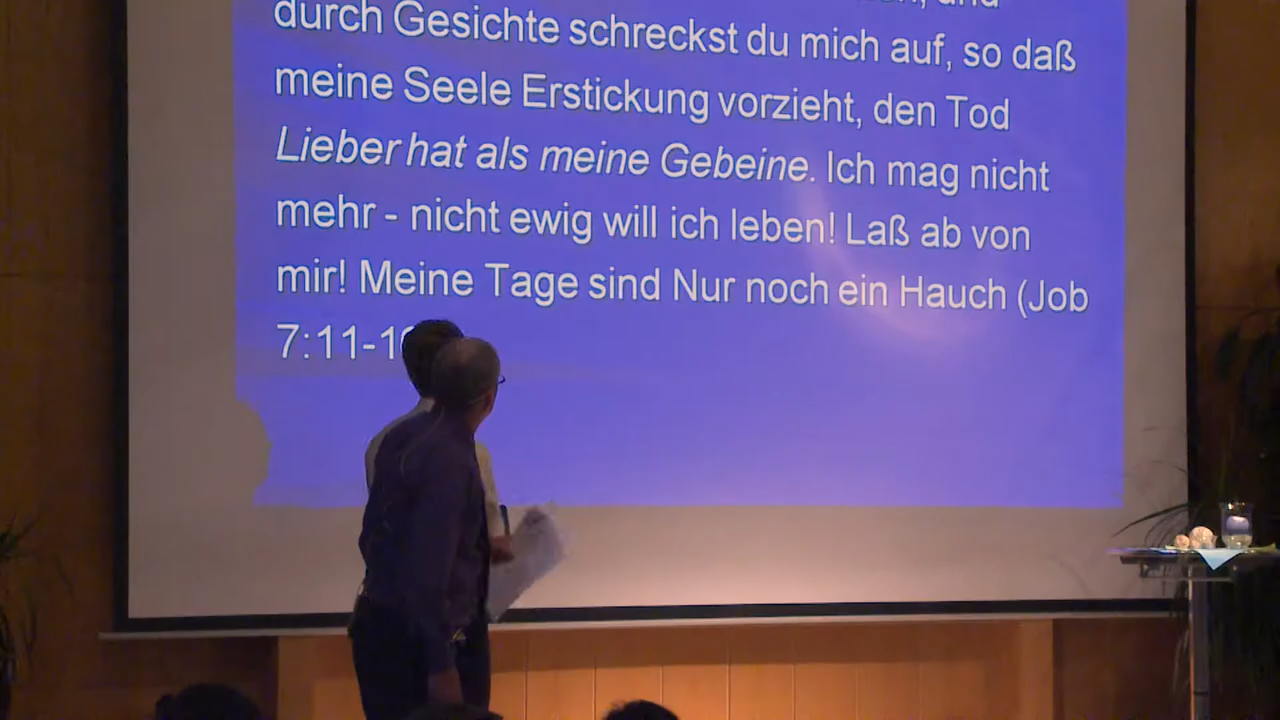 durch Gesichte schreckst du mich auf, so daß
meine Seele Erstickung vorzieht, den Tod
Lieber hat als meine Gebeine. Ich mag nicht
mehr - nicht ewig will ich leben! Laß ab von
mir! Meine Tage sind Nur noch ein Hauch (Job
7:11-1